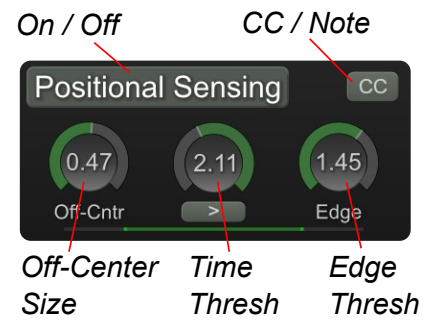 On / Off CC / Note
Positional Sensing CC
0.47 2.11 1.45
Off-Cntr > Edge
Off-Center Time Edge
Size Thresh Thresh